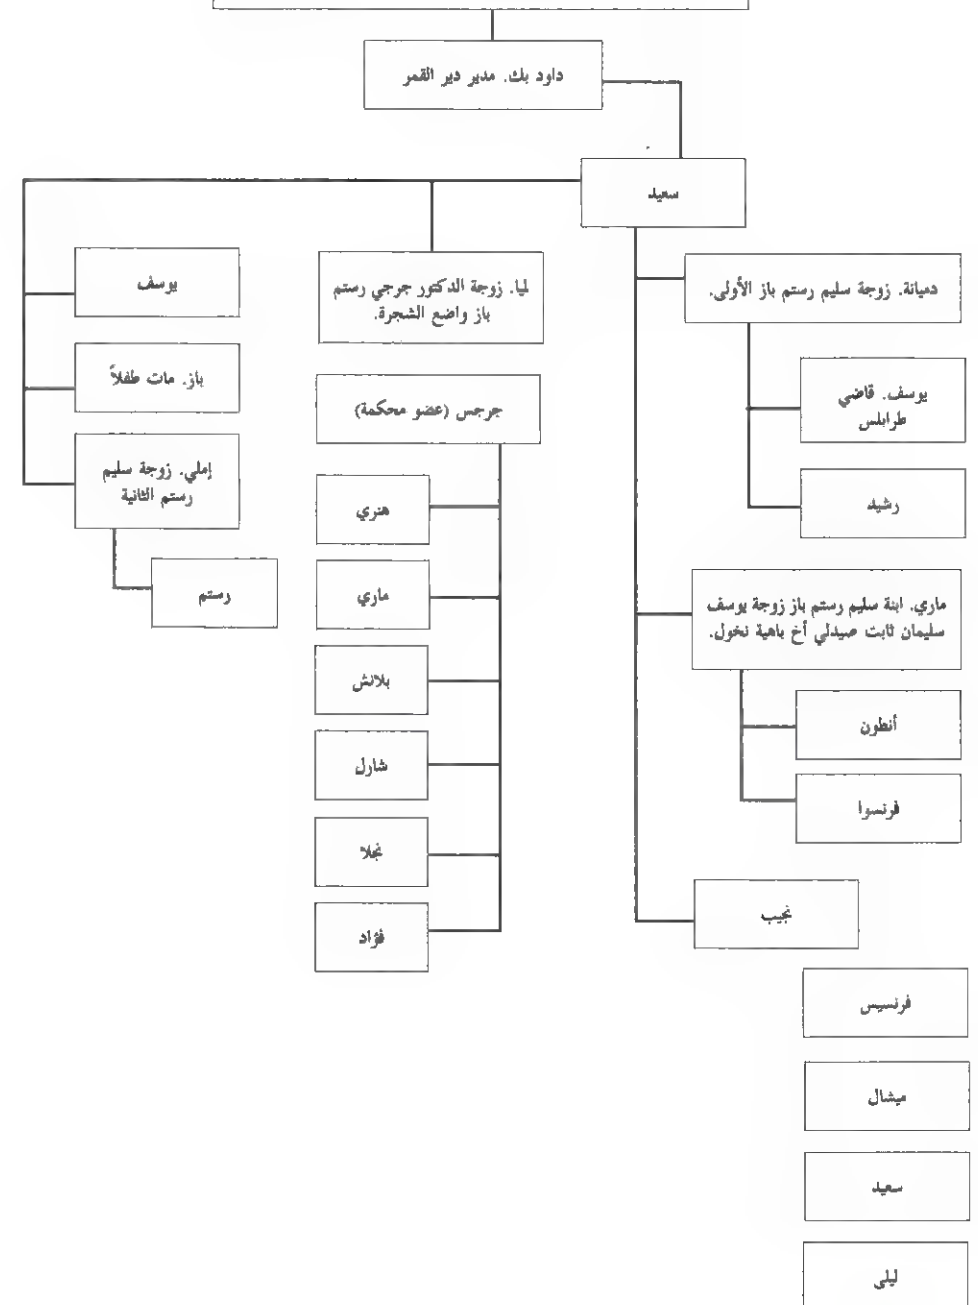 داود بك. مدير دير القمر
سعيد
دميانة. زوجة سليم رستم باز الأولى.
يوسف. قاضي
طرابلس
رشيد
ماري. ابنة سليم رستم باز زوجة يوسف
سليمان ثابت صيدلي أخ باهية نخول.
أنطون
فرنسوا
نجيب
فرنسيس
ميشال
سعيد
ليلى
لميا. زوجة الدكتور جرجي رستم
باز واضع الشجرة.
جرجس (عضو محكمة)
هنري
ماري
بلانش
شارل
نجلا
فؤاد
يوسف
باز. مات طفلاً
إملي. زوجة سليم
رستم الثانية
رستم